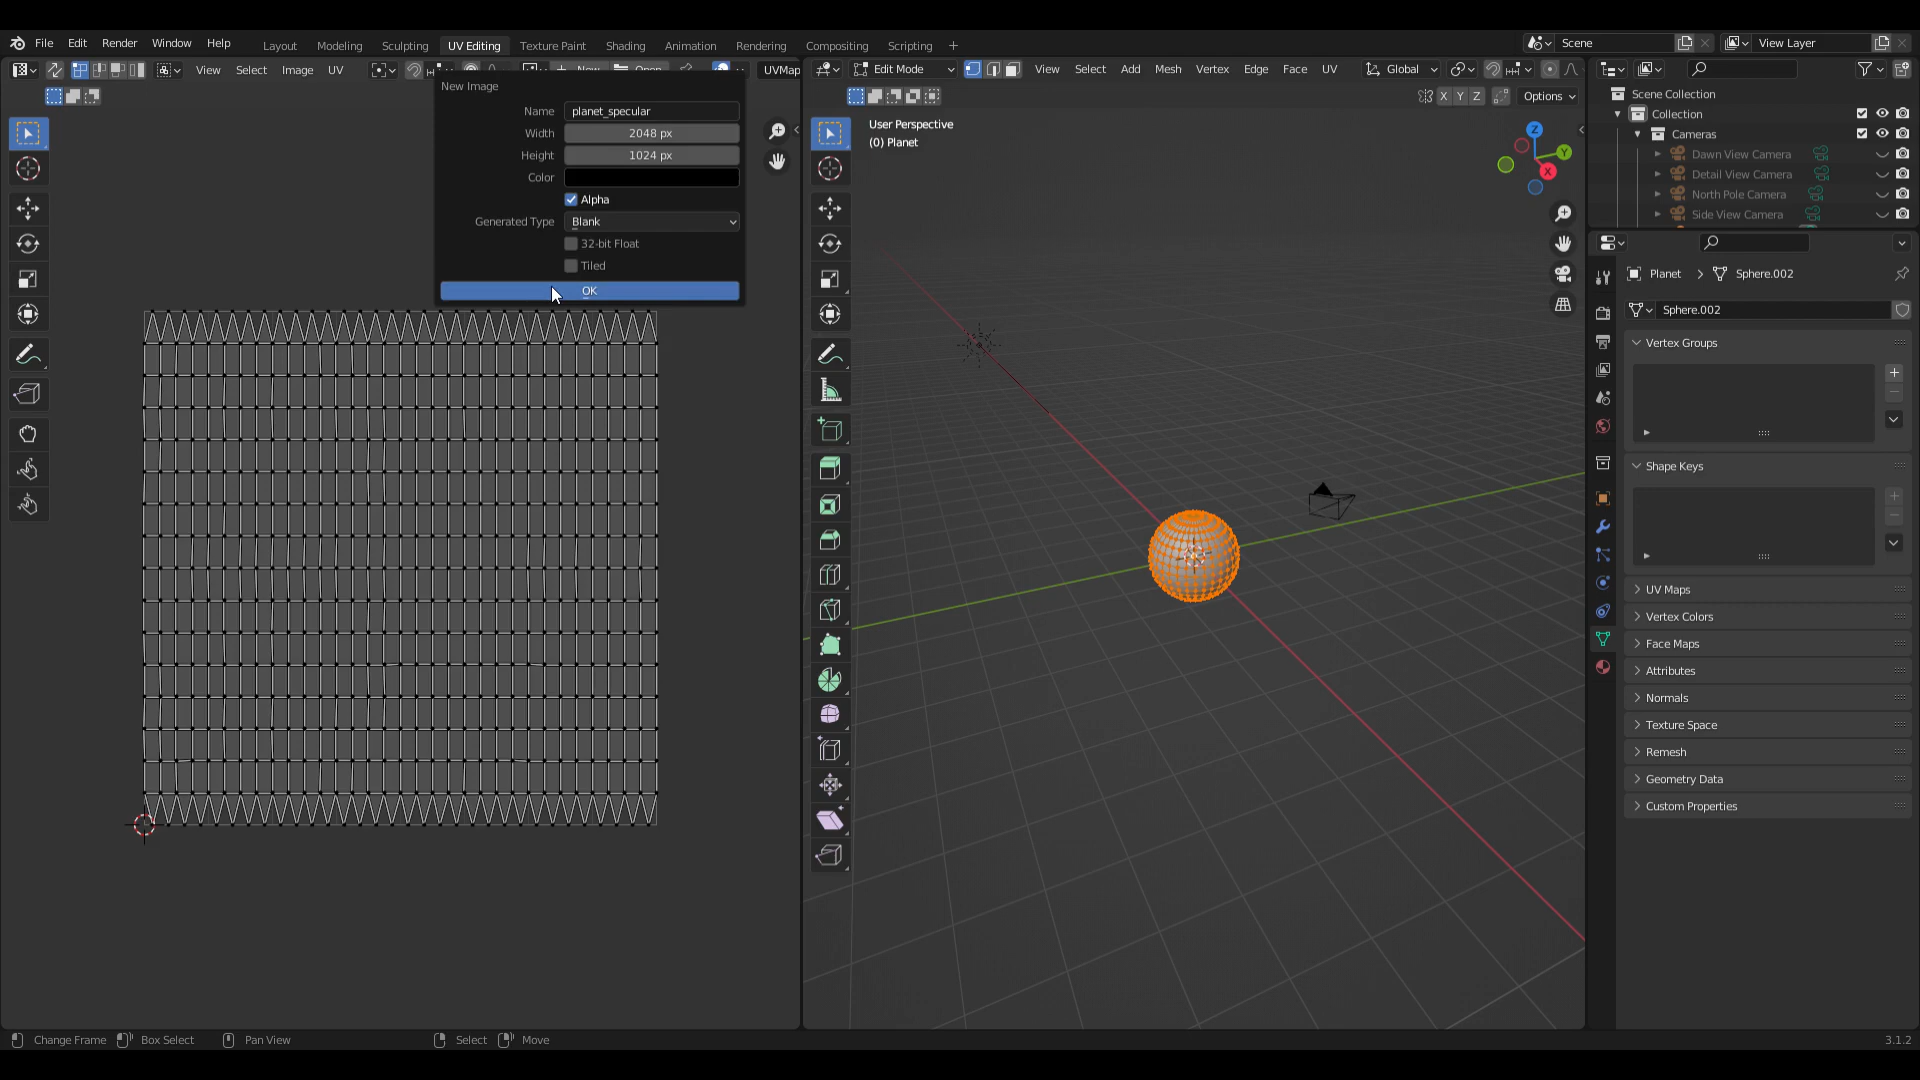 File Edit Render Window Help
Layout Modeling Sculpting UV Editing Texture Paint Shading Animation Rendering Compositing Scripting +
Scene
View Layer
View Select Image UV
New Open
UVMap
Edit Mode
View Select Add Mesh Vertex Edge Face UV
Global
X Y Z
Options
New Image
Name planet_specular
Width 2048 px
Height 1024 px
Color
Alpha
Generated Type Blank
32-bit Float
Tiled
OK
User Perspective
(0) Planet
Z
Y
X
Scene Collection
Collection
Cameras
Dawn View Camera
Detail View Camera
North Pole Camera
Side View Camera
Planet > Sphere.002
Sphere.002
Vertex Groups
Shape Keys
UV Maps
Vertex Colors
Face Maps
Attributes
Normals
Texture Space
Remesh
Geometry Data
Custom Properties
Change Frame Box Select Pan View Select Move
3.1.2